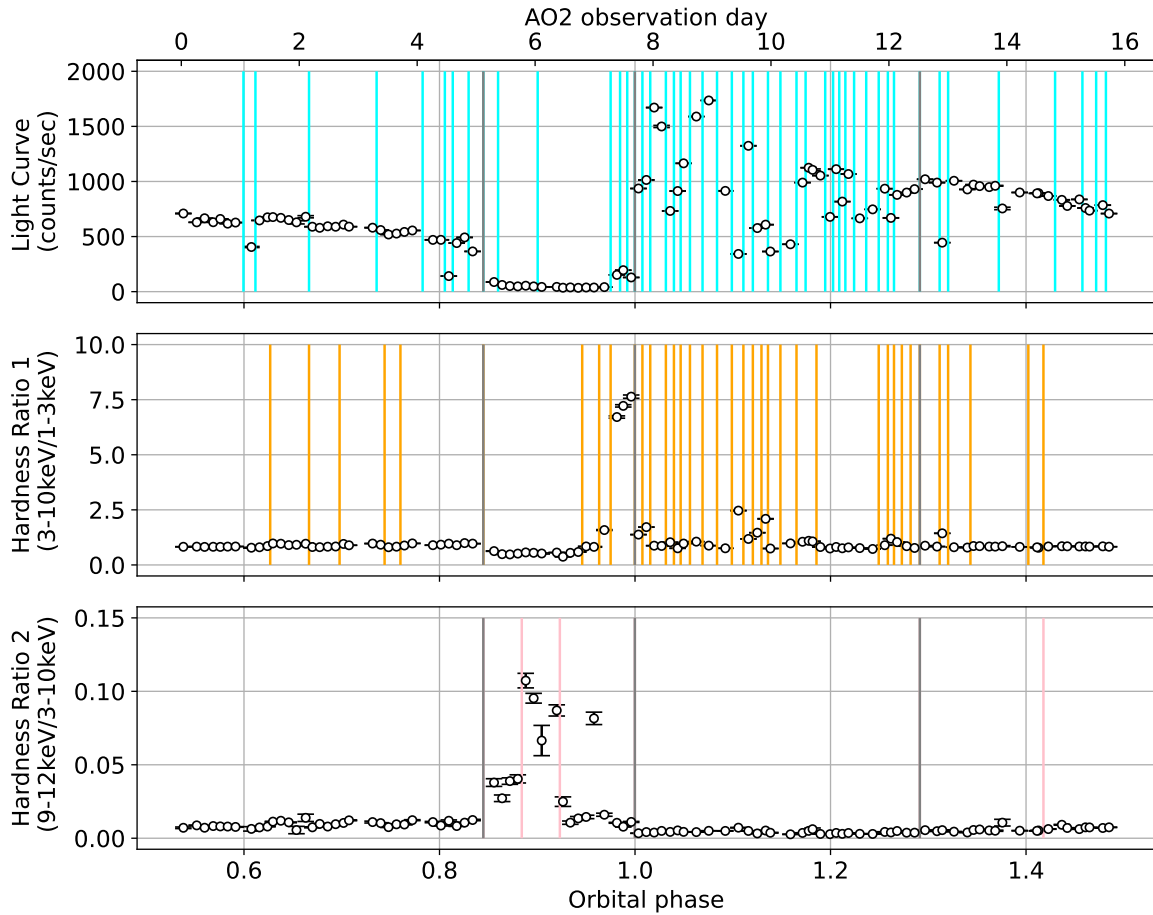 AO2 observation day
0 2 4 6 8 10 12 14 16
Light Curve
(counts/sec)
2000
1500
1000
500
0
Hardness Ratio 1
(3-10keV/1-3keV)
10.0
7.5
5.0
2.5
0.0
Hardness Ratio 2
(9-12keV/3-10keV)
0.15
0.10
0.05
0.00
0.6 0.8 1.0 1.2 1.4
Orbital phase